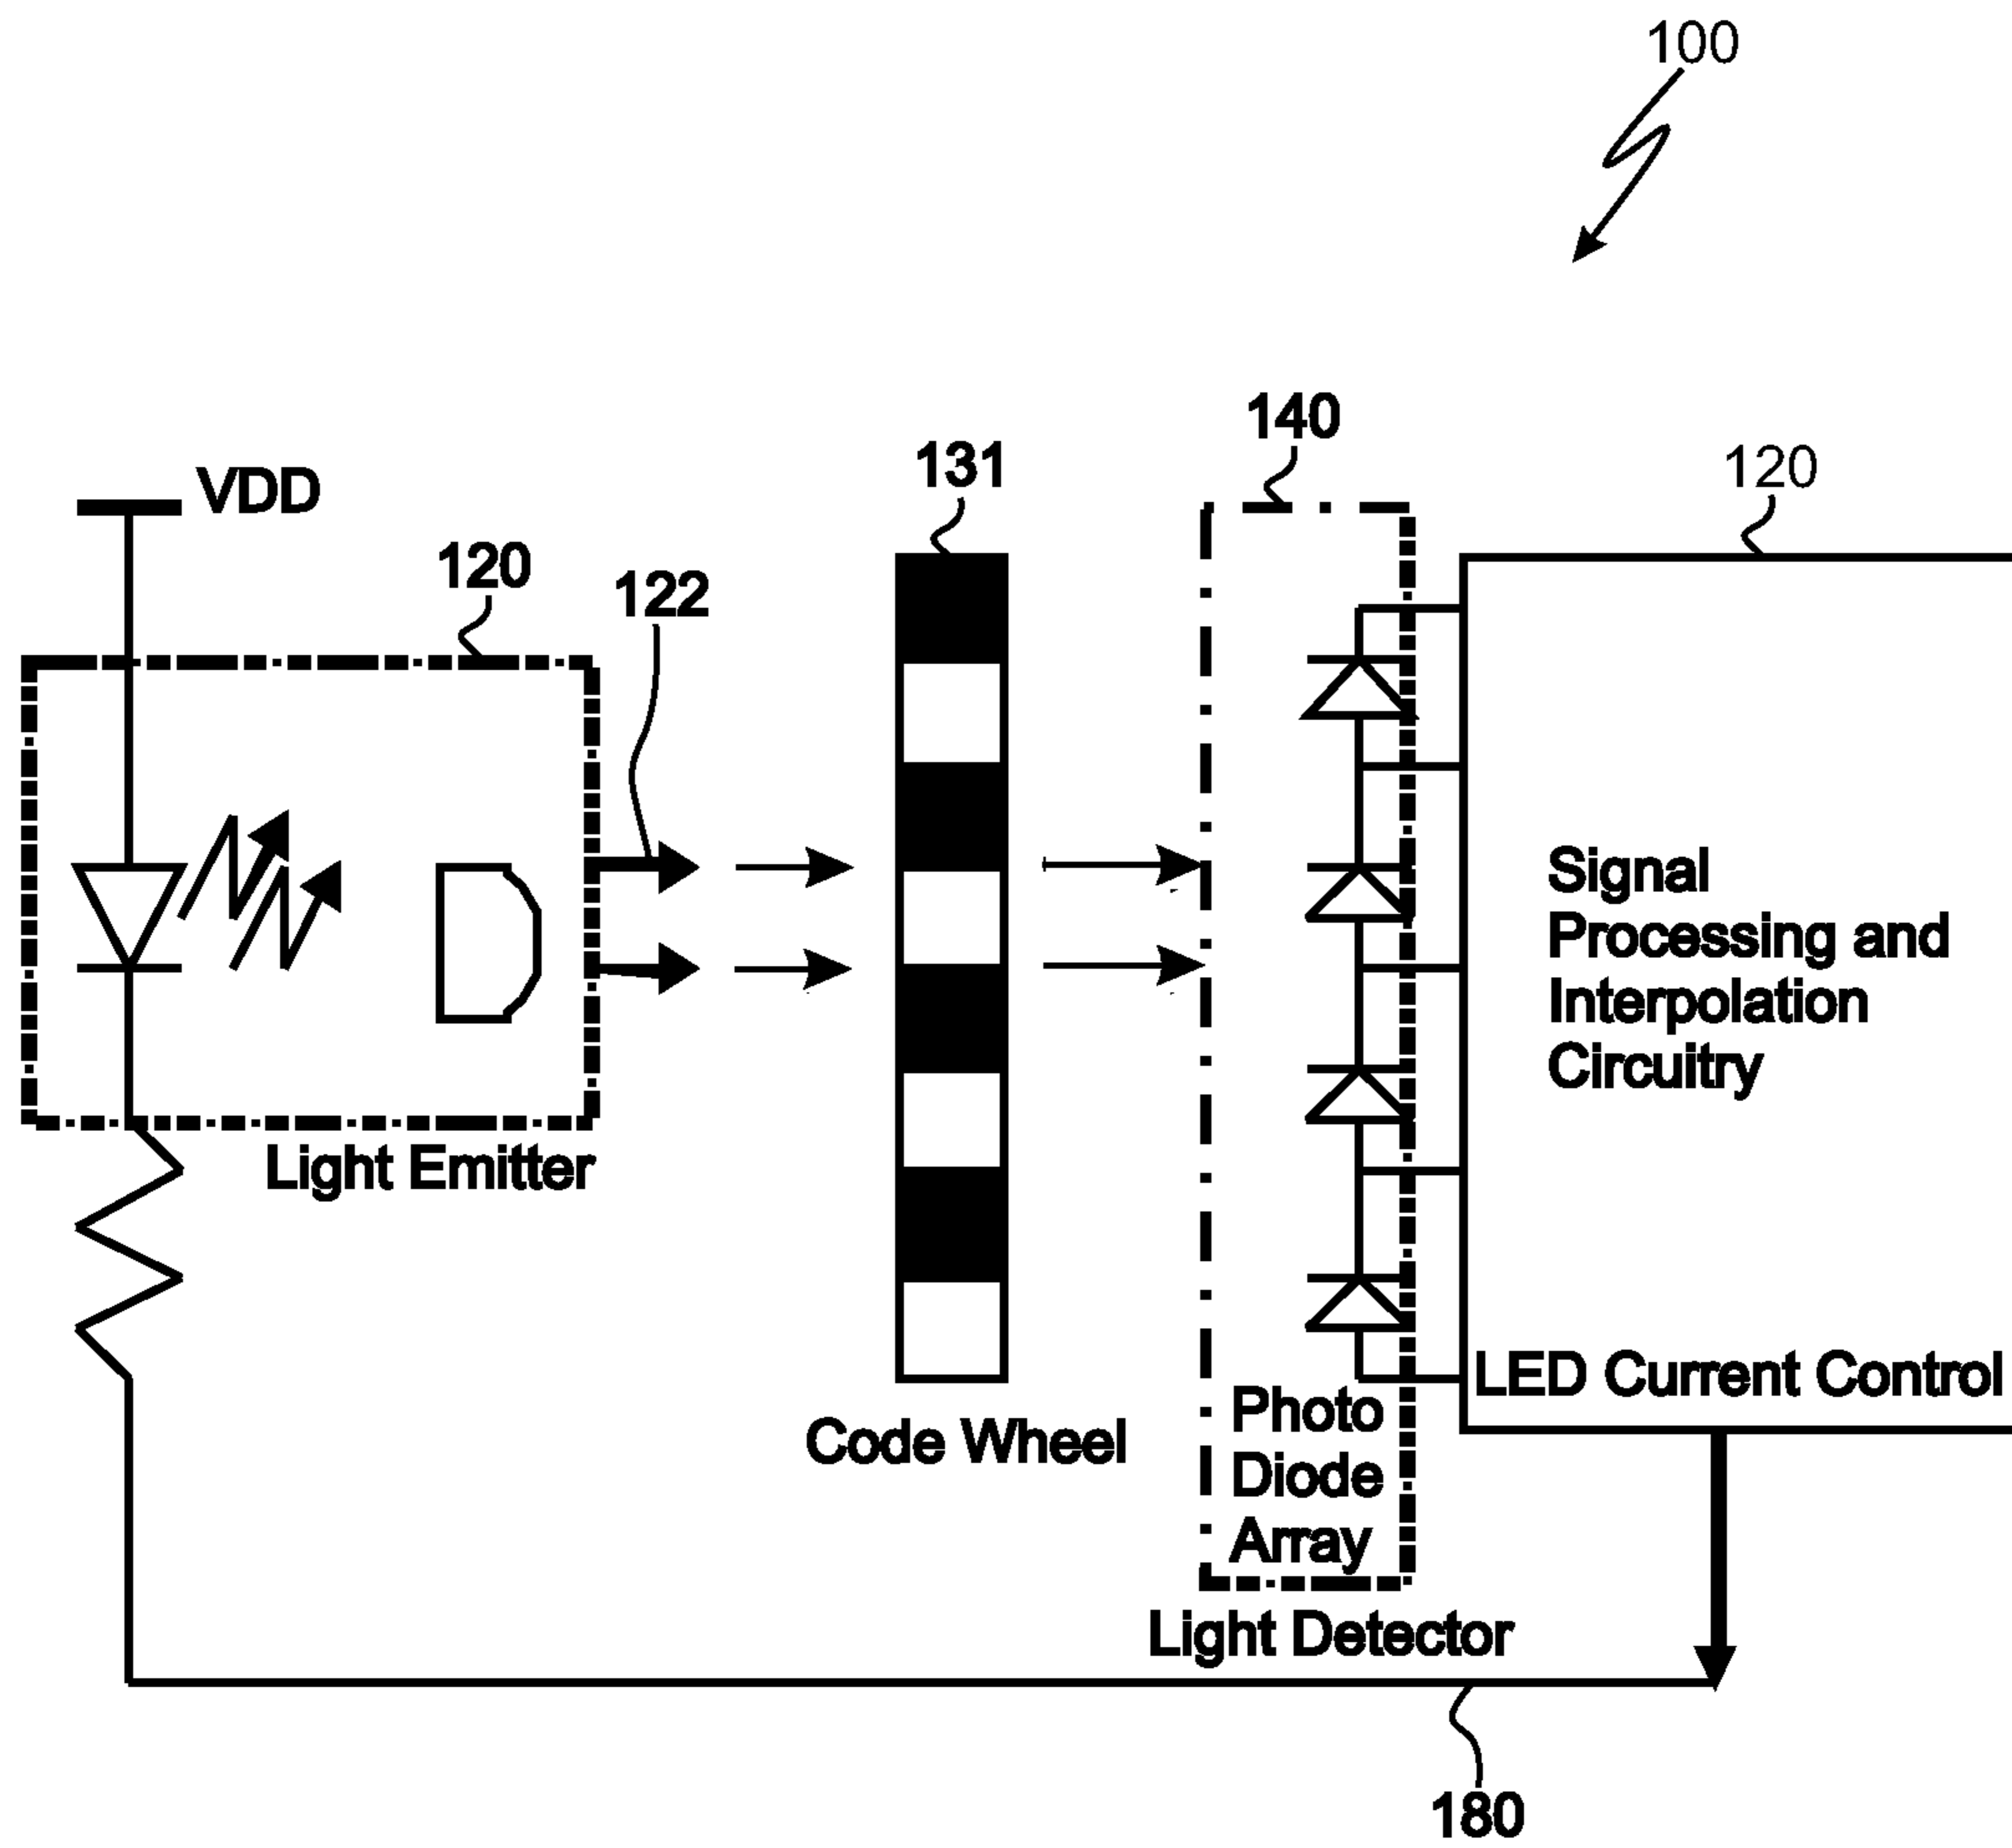 100
140
131
120
VDD
120
122
Signal
Processing and
Interpolation
Circuitry
Light Emitter
LED Current Control
Photo
Diode
Array
Code Wheel
Light Detector
180